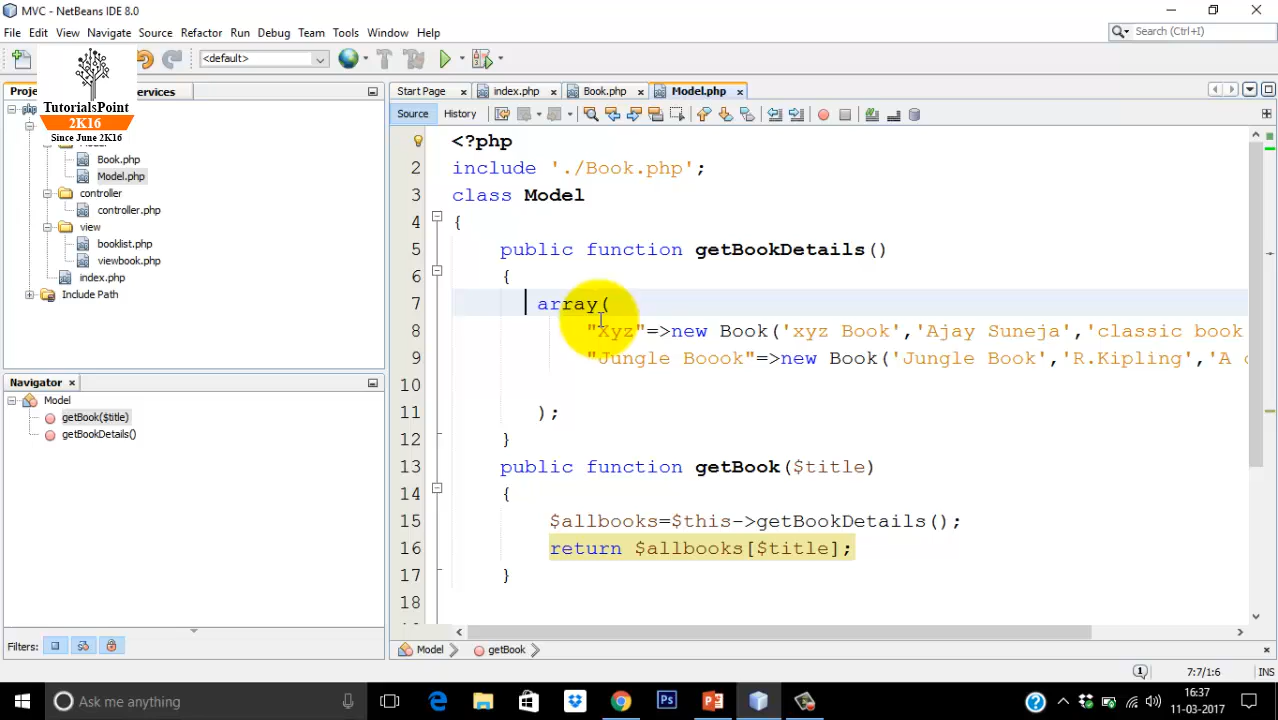 MVC - NetBeans IDE 8.0
File Edit View Navigate Source Refactor Run Debug Team Tools Window Help
Search (Ctrl+I)
<default>
TutorialsPoint
2K16
Since June 2K16
Services
Book.php
Model.php
controller
controller.php
view
booklist.php
viewbook.php
index.php
Include Path
Navigator
Model
getBook($title)
getBookDetails()
Filters:
Start Page index.php Book.php Model.php
Source History
1 <?php
2 include './Book.php';
3 class Model
4 {
5 public function getBookDetails()
6 {
7 array(
8 "Xyz"=>new Book('xyz Book','Ajay Suneja','classic book
9 "Jungle Boook"=>new Book('Jungle Book','R.Kipling','A
10
11 );
12 }
13 public function getBook($title)
14 {
15 $allbooks=$this->getBookDetails();
16 return $allbooks[$title];
17 }
18
Model getBook
7:7/1:6 INS
Ask me anything
16:37
11-03-2017